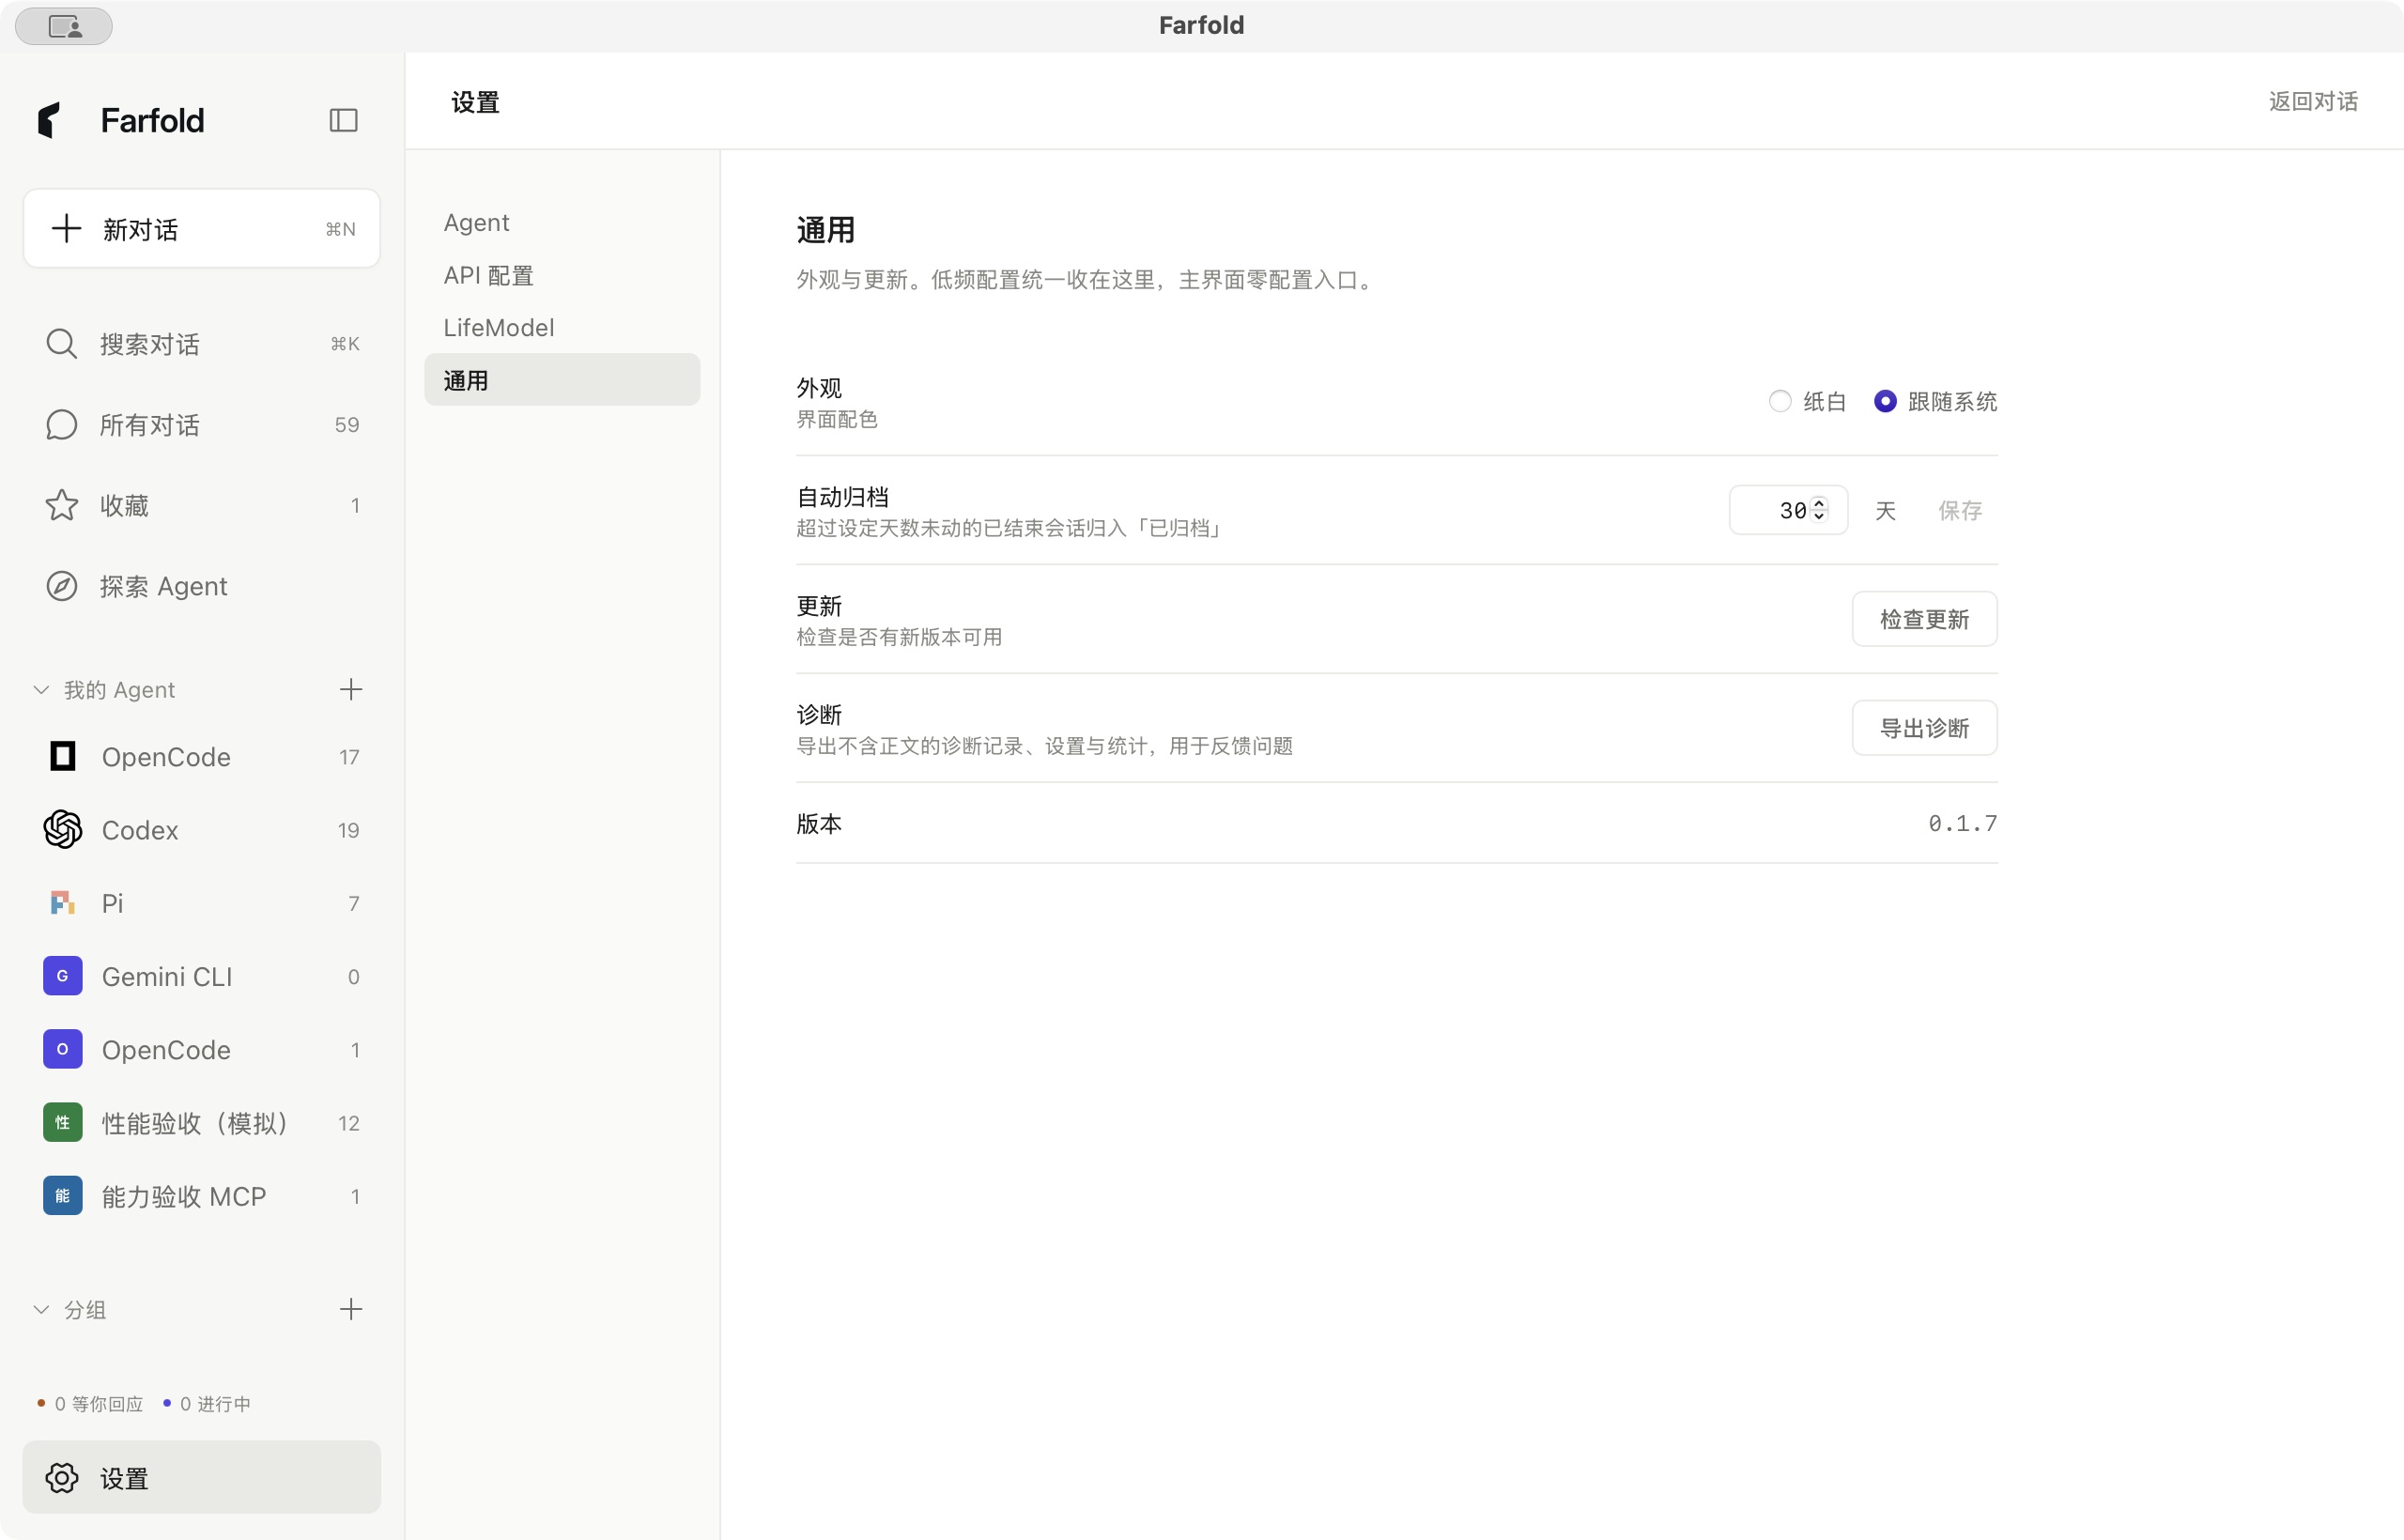 Farfold
Farfold
新对话 ⌘N
搜索对话 ⌘K
所有对话 59
收藏 1
探索 Agent
我的 Agent
OpenCode 17
Codex 19
Pi 7
G Gemini CLI 0
O OpenCode 1
性 性能验收（模拟） 12
能 能力验收 MCP 1
分组
0 等你回应 0 进行中
设置
设置 返回对话
Agent
API 配置
LifeModel
通用
通用
外观与更新。低频配置统一收在这里，主界面零配置入口。
外观
界面配色
纸白 跟随系统
自动归档
超过设定天数未动的已结束会话归入「已归档」
30 天 保存
更新
检查是否有新版本可用
检查更新
诊断
导出不含正文的诊断记录、设置与统计，用于反馈问题
导出诊断
版本 0.1.7